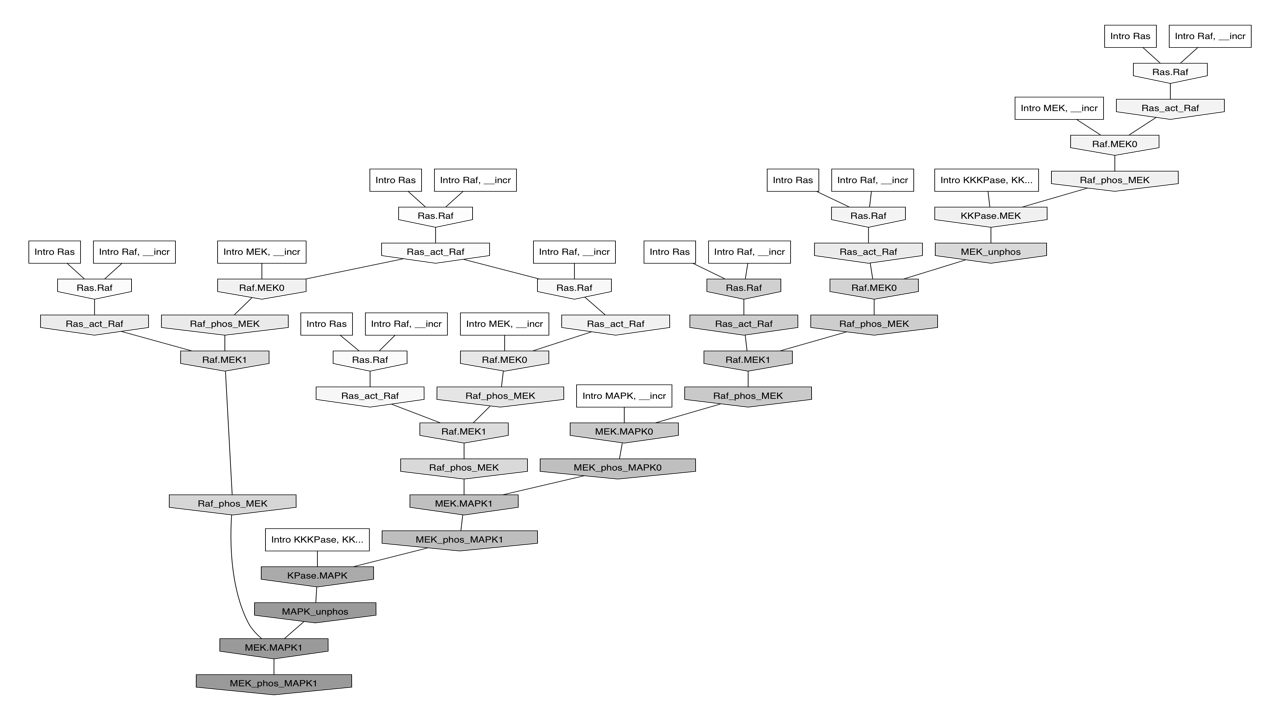 Intro Ras
Intro Raf, __incr
Ras.Raf
Intro MEK, __incr
Ras_act_Raf
Raf.MEK0
Intro Ras
Intro Raf, __incr
Intro Ras
Intro Raf, __incr
Intro KKKPase, KK...
Raf_phos_MEK
Ras.Raf
Ras.Raf
KKPase.MEK
Intro Ras
Intro Raf, __incr
Intro MEK, __incr
Ras_act_Raf
Intro Raf, __incr
Intro Ras
Intro Raf, __incr
Ras_act_Raf
MEK_unphos
Ras.Raf
Raf.MEK0
Ras.Raf
Ras.Raf
Raf.MEK0
Ras_act_Raf
Raf_phos_MEK
Intro Ras
Intro Raf, __incr
Intro MEK, __incr
Ras_act_Raf
Ras_act_Raf
Raf_phos_MEK
Raf.MEK1
Ras.Raf
Raf.MEK0
Raf.MEK1
Ras_act_Raf
Raf_phos_MEK
Intro MAPK, __incr
Raf_phos_MEK
Raf.MEK1
MEK.MAPK0
Raf_phos_MEK
MEK_phos_MAPK0
Raf_phos_MEK
MEK.MAPK1
Intro KKKPase, KK...
MEK_phos_MAPK1
KPase.MAPK
MAPK_unphos
MEK.MAPK1
MEK_phos_MAPK1